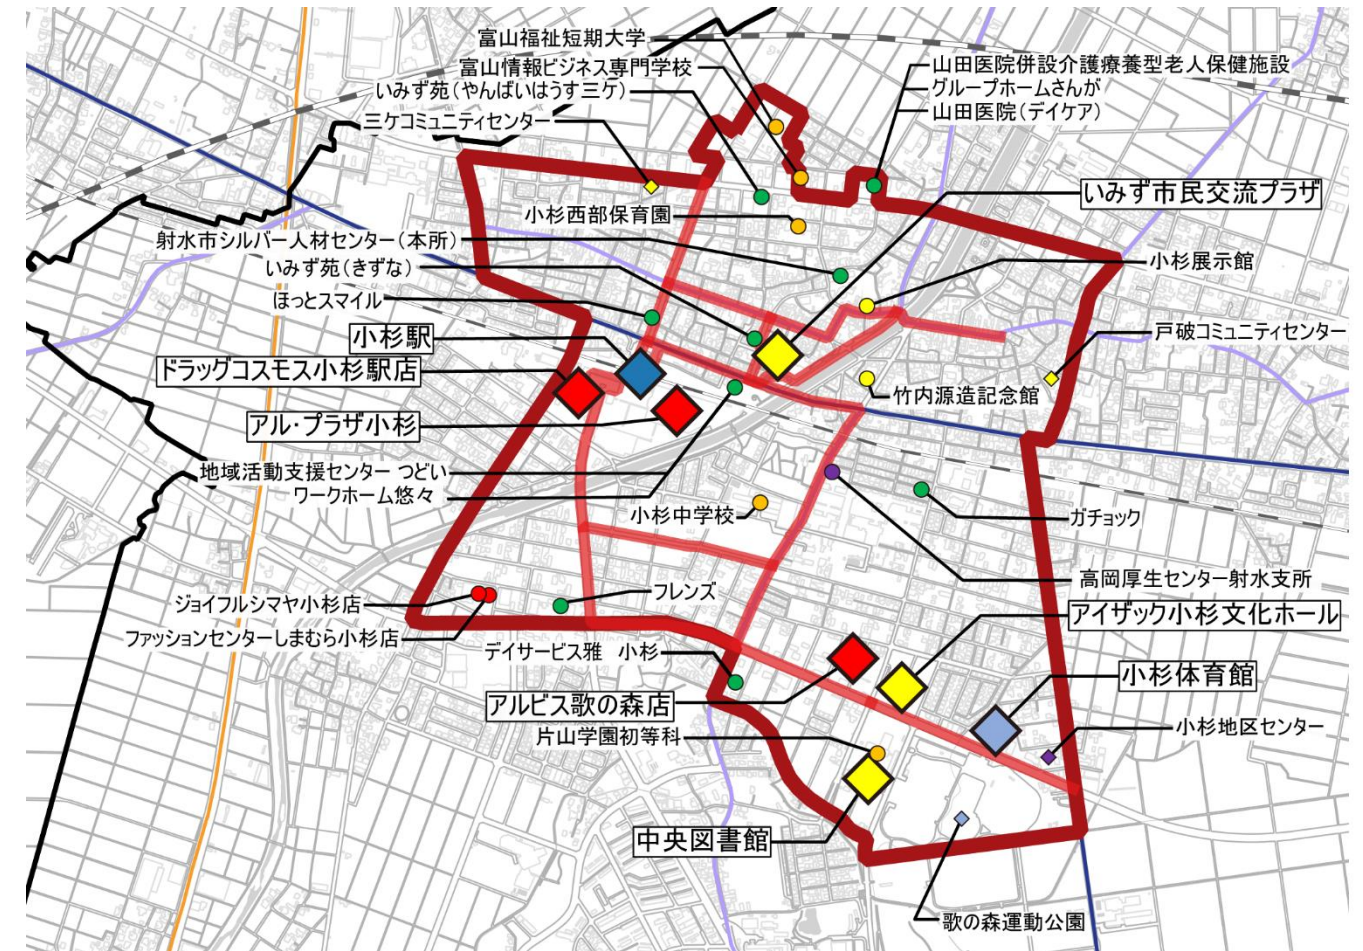 富山福祉短期大学
富山情報ビジネス専門学校
いみず苑(やんばいはうす三ケ)
三ケコミュニティセンター
山田医院併設介護療養型老人保健施設
グループホームさんが
山田医院(デイケア)
いみず市民交流プラザ
小杉西部保育園
射水市シルバー人材センター(本所)
いみず苑(きずな)
ほっとスマイル
小杉展示館
小杉駅
戸破コミュニティセンター
ドラッグコスモス小杉駅店
竹内源造記念館
アル・プラザ小杉
地域活動支援センター つどい
ワークホーム悠々
小杉中学校
ガチョック
高岡厚生センター射水支所
ジョイフルシマヤ小杉店
フレンズ
ファッションセンターしまむら小杉店
アイザック小杉文化ホール
デイサービス雅 小杉
小杉体育館
アルビス歌の森店
片山学園初等科
小杉地区センター
中央図書館
歌の森運動公園